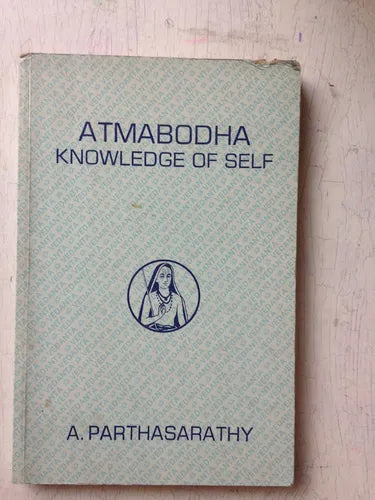 ATMABODHA
KNOWLEDGE OF SELF
A. PARTHASARATHY